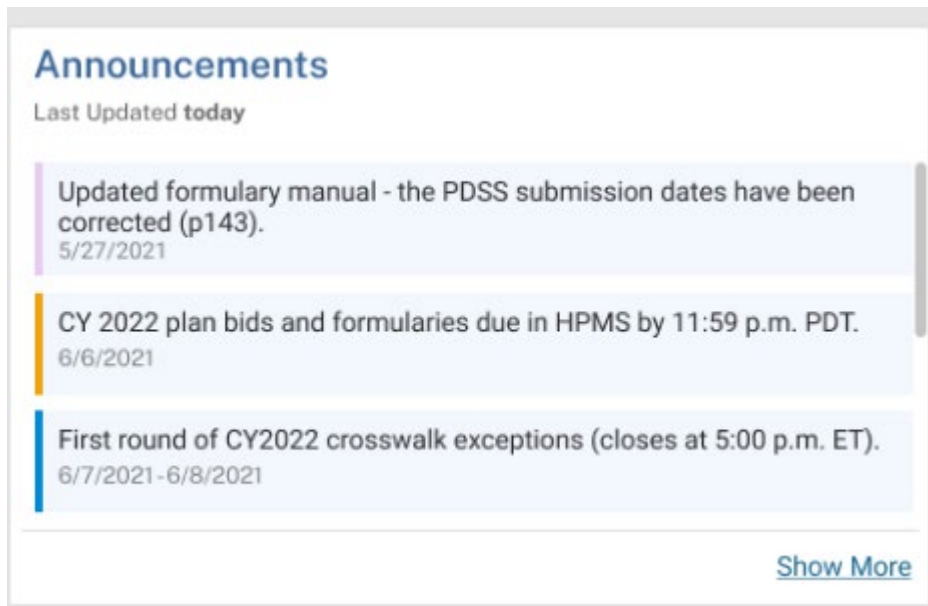 Announcements
Last Updated today
Updated formulary manual - the PDSS submission dates have been
corrected (p143).
5/27/2021
CY 2022 plan bids and formularies due in HPMS by 11:59 p.m. PDT.
6/6/2021
First round of CY2022 crosswalk exceptions (closes at 5:00 p.m. ET).
6/7/2021-6/8/2021
Show More